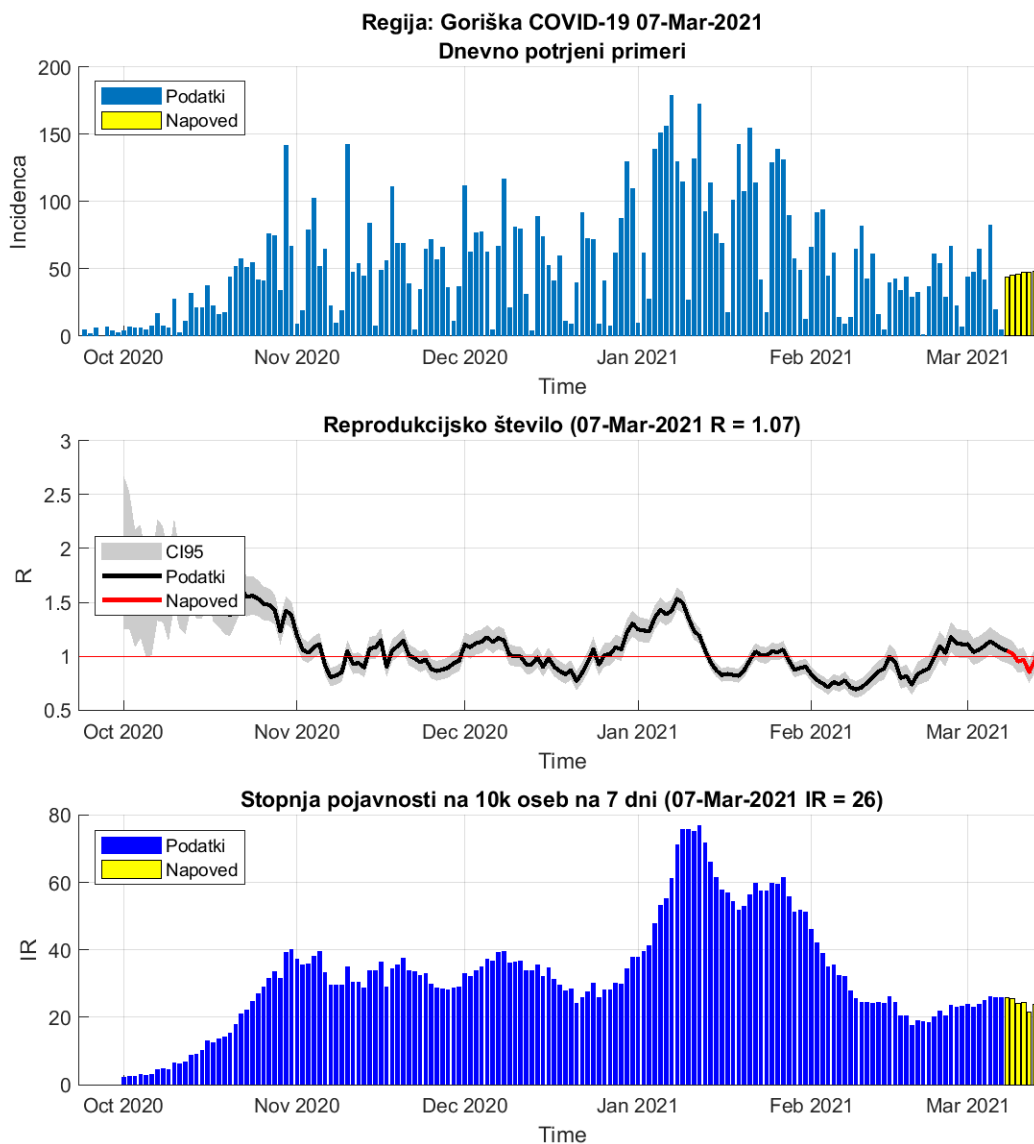 Regija: Goriška COVID-19 07-Mar-2021
Dnevno potrjeni primeri
200
150
100
50
0
Incidenca
Podatki
Napoved
Oct 2020 Nov 2020 Dec 2020 Jan 2021 Feb 2021 Mar 2021
Time
Reprodukcijsko število (07-Mar-2021 R = 1.07)
3
2.5
2
1.5
1
0.5
R
CI95
Podatki
Napoved
Oct 2020 Nov 2020 Dec 2020 Jan 2021 Feb 2021 Mar 2021
Time
Stopnja pojavnosti na 10k oseb na 7 dni (07-Mar-2021 IR = 26)
80
60
40
20
0
IR
Podatki
Napoved
Oct 2020 Nov 2020 Dec 2020 Jan 2021 Feb 2021 Mar 2021
Time